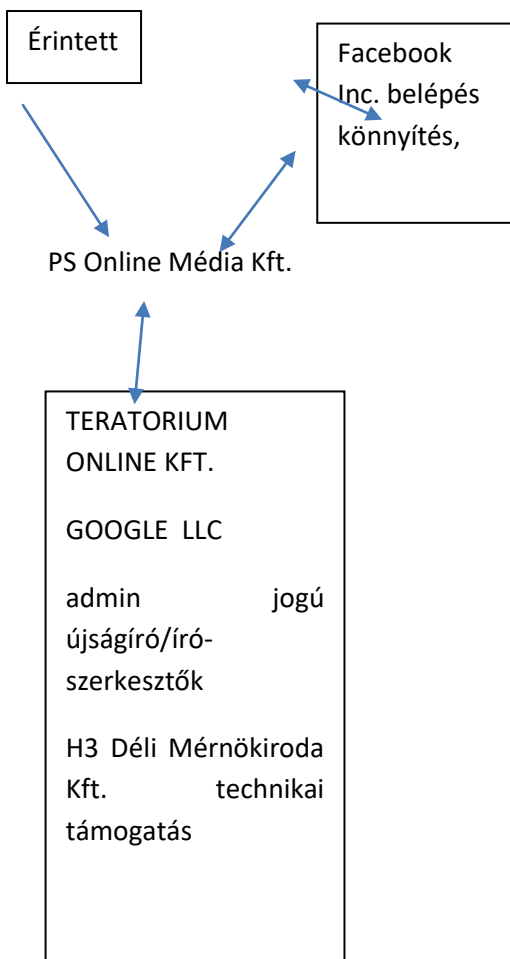 Érintett
Facebook
Inc. belépés
könnyítés,
PS Online Média Kft.
TERATORIUM
ONLINE KFT.
GOOGLE LLC
admin jogú
újságíró/író-
szerkesztők
H3 Déli Mérnökiroda
Kft. technikai
támogatás